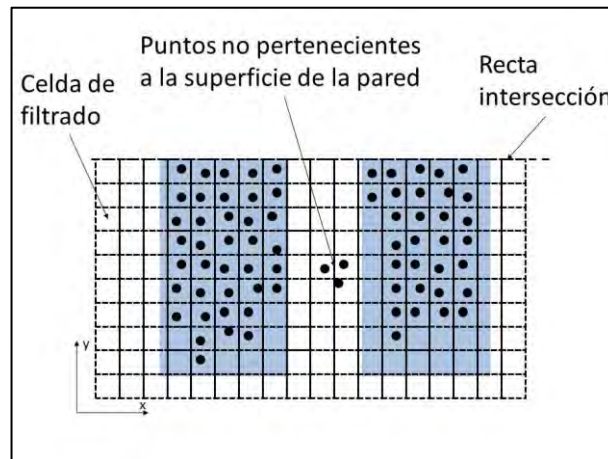 Puntos no pertenecientes
a la superficie de la pared
Celda de
filtrado
Recta
intersección
y
x